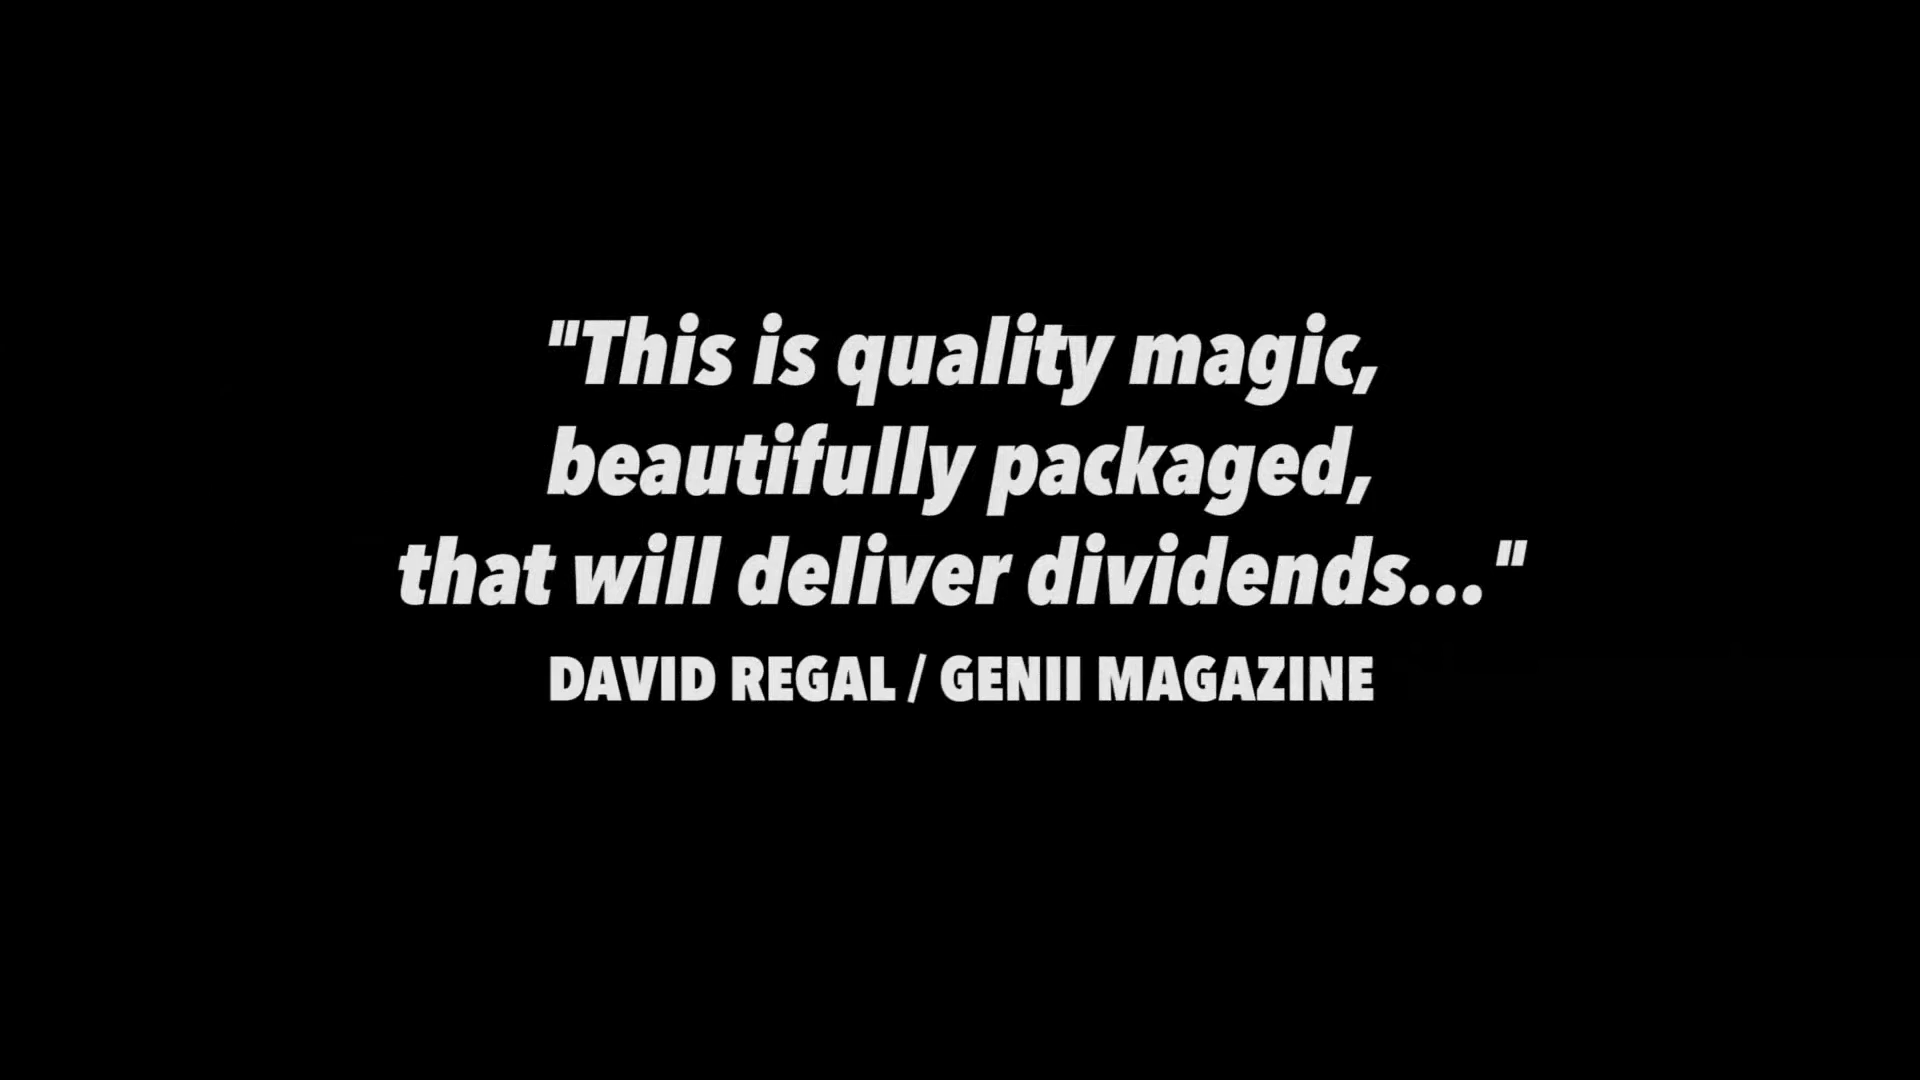 "This is quality magic,
beautifully packaged,
that will deliver dividends..."
DAVID REGAL / GENII MAGAZINE